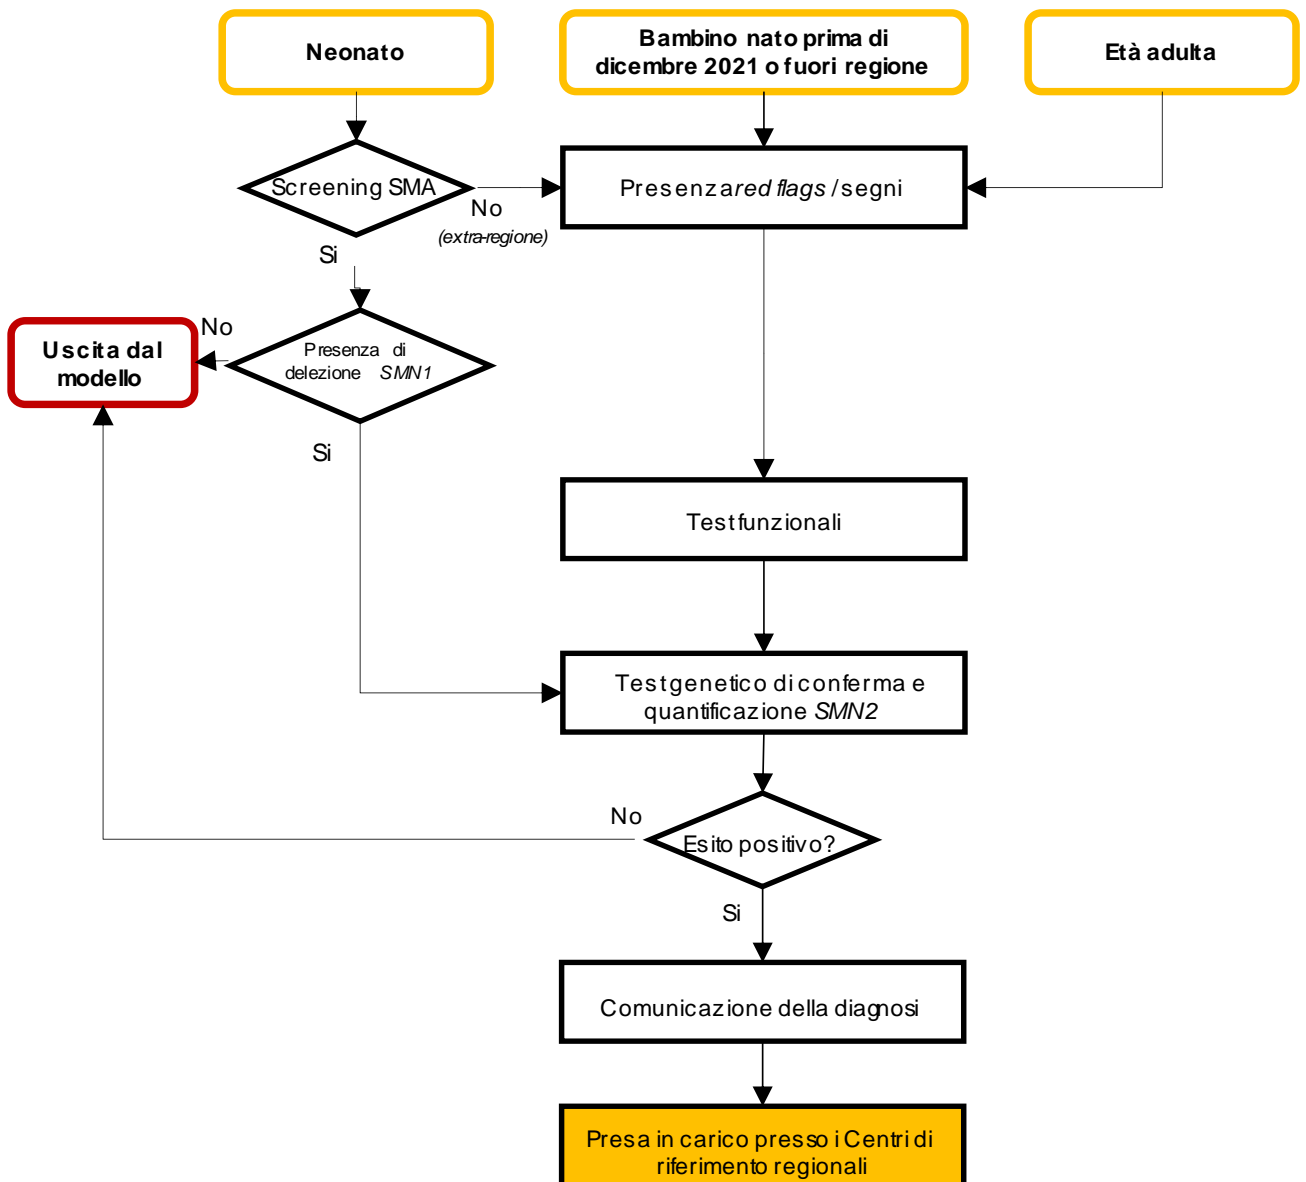 Neonato
Bambino nato prima di
dicembre 2021 o fuori regione
Età adulta
Screening SMA
No
(extra-regione)
Presenza red flags / segni
Si
Uscita dal
modello
No
Presenza di
delezione SMN1
Si
Test funzionali
Test genetico di conferma e
quantificazione SMN2
No
Esito positivo?
Si
Comunicazione della diagnosi
Presa in carico presso i Centri di
riferimento regionali